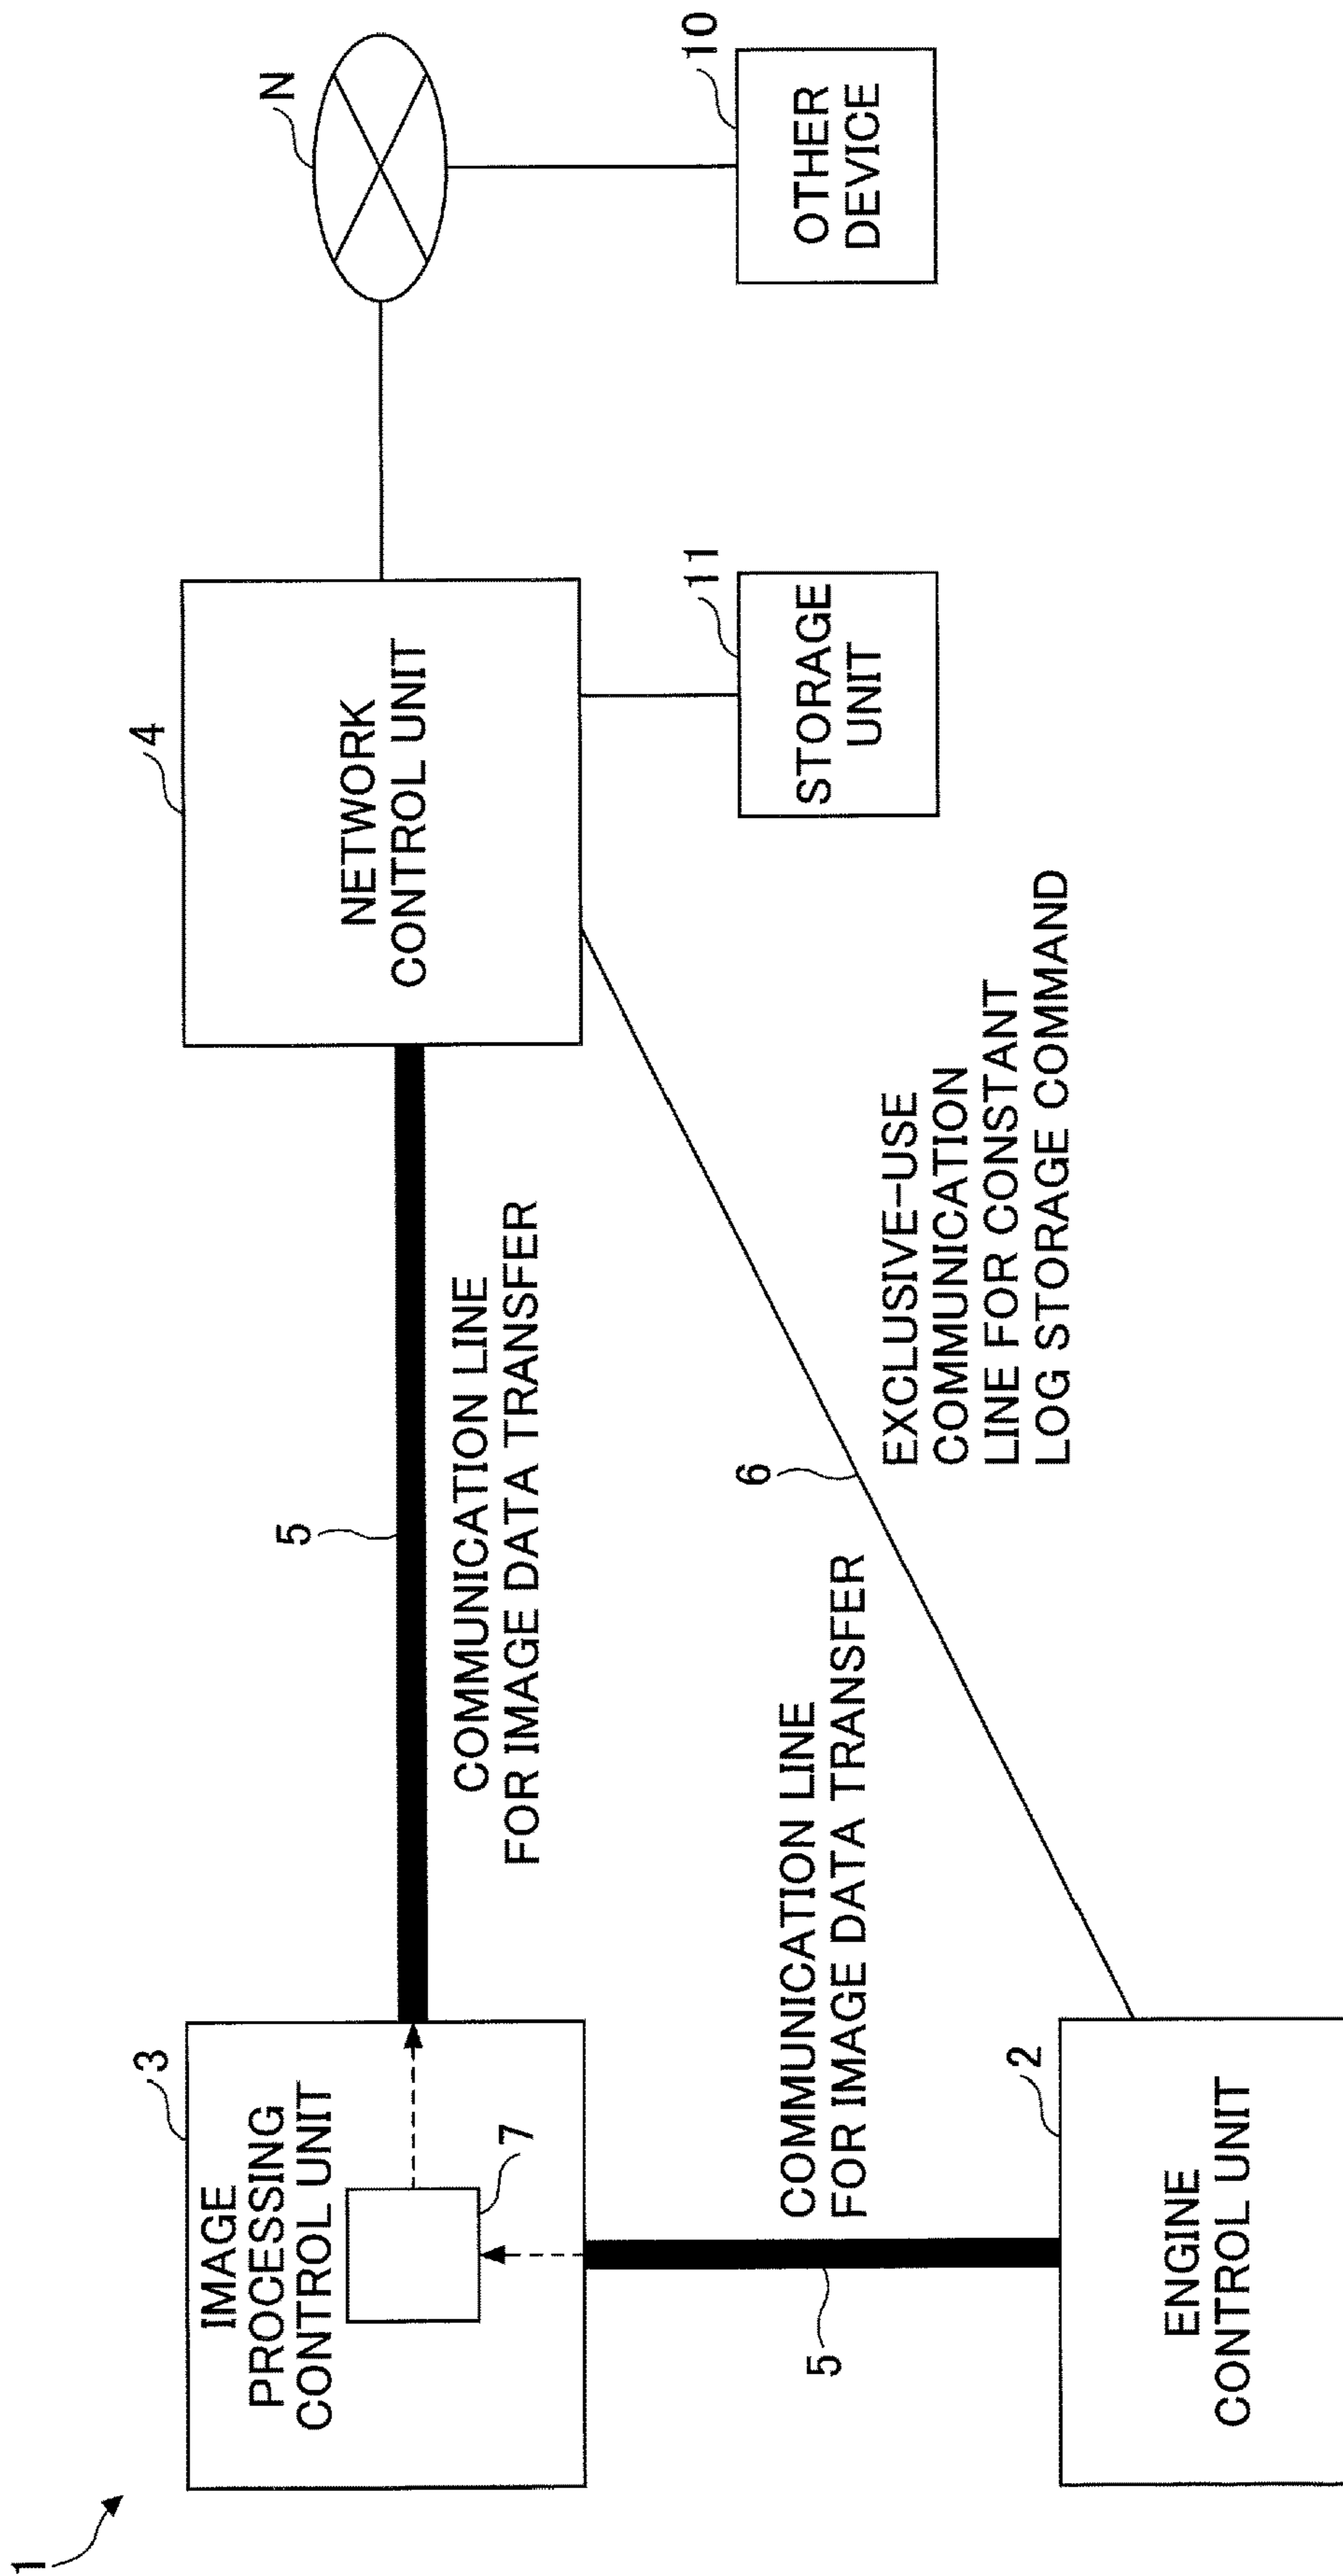 1
IMAGE
PROCESSING
CONTROL UNIT
3
7
5
COMMUNICATION LINE
FOR IMAGE DATA TRANSFER
NETWORK
CONTROL UNIT
4
N
OTHER
DEVICE
10
STORAGE
UNIT
11
5
COMMUNICATION LINE
FOR IMAGE DATA TRANSFER
6
EXCLUSIVE-USE
COMMUNICATION
LINE FOR CONSTANT
LOG STORAGE COMMAND
ENGINE
CONTROL UNIT
2